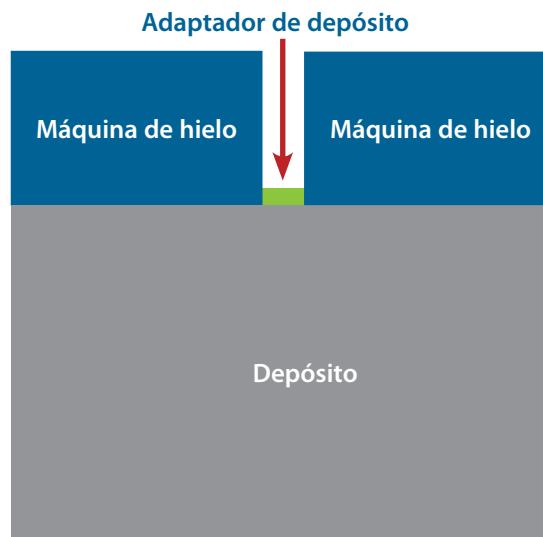 Adaptador de depósito
Máquina de hielo
Máquina de hielo
Depósito